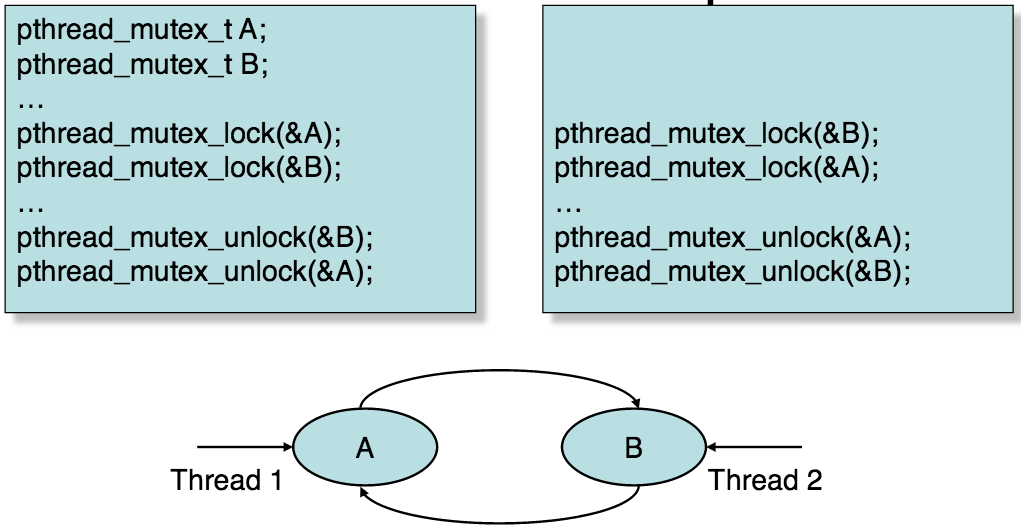 pthread_mutex_t A;
pthread_mutex_t B;
…
pthread_mutex_lock(&A);
pthread_mutex_lock(&B);
…
pthread_mutex_unlock(&B);
pthread_mutex_unlock(&A);
pthread_mutex_lock(&B);
pthread_mutex_lock(&A);
…
pthread_mutex_unlock(&A);
pthread_mutex_unlock(&B);
A
B
Thread 1
Thread 2